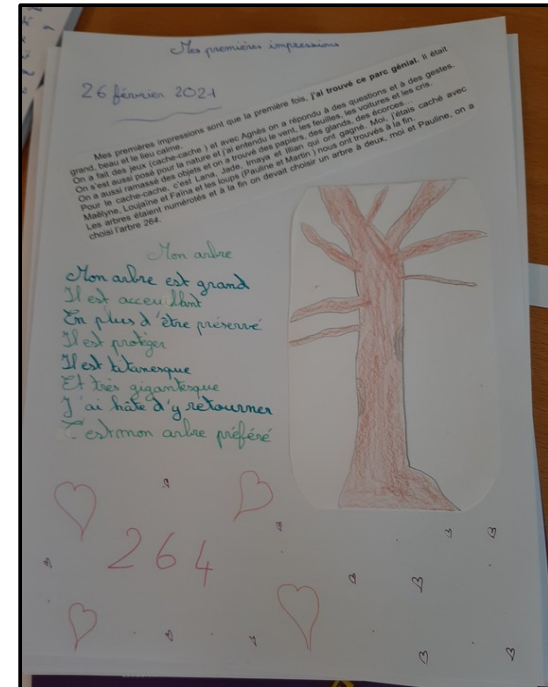 Mes premières impressions
26 février 2021
Mes premières impressions sont que la première fois, j'ai trouvé ce parc génial, il était
grand, beau et le lieu calme.
On a fait des jeux (cache-cache) et avec Agnès on a répondu à des questions et à des gestes.
On s'est aussi posé pour la nature et j'ai entendu le vent, les feuilles, les voitures et les cris.
On a aussi ramassé des objets et on a trouvé des papiers, des glands, des écorces...
Pour le cache-cache, c'est Lana, Jade, Imaya et Illian qui ont gagné. Moi, j'étais caché avec
Maëlyne, Loujaïne et Faïna et les loups (Pauline et Martin) nous ont trouvés à la fin.
Les arbres étaient numérotés et à la fin on devait choisir un arbre à deux, moi et Pauline, on a
choisi l'arbre 264.
Mon arbre
Mon arbre est grand
Il est acceuillant
En plus d'être préservé
Il est protéger
Il est titanesque
Et très gigantesque
J'ai hâte d'y retourner
C'est mon arbre préféré
264